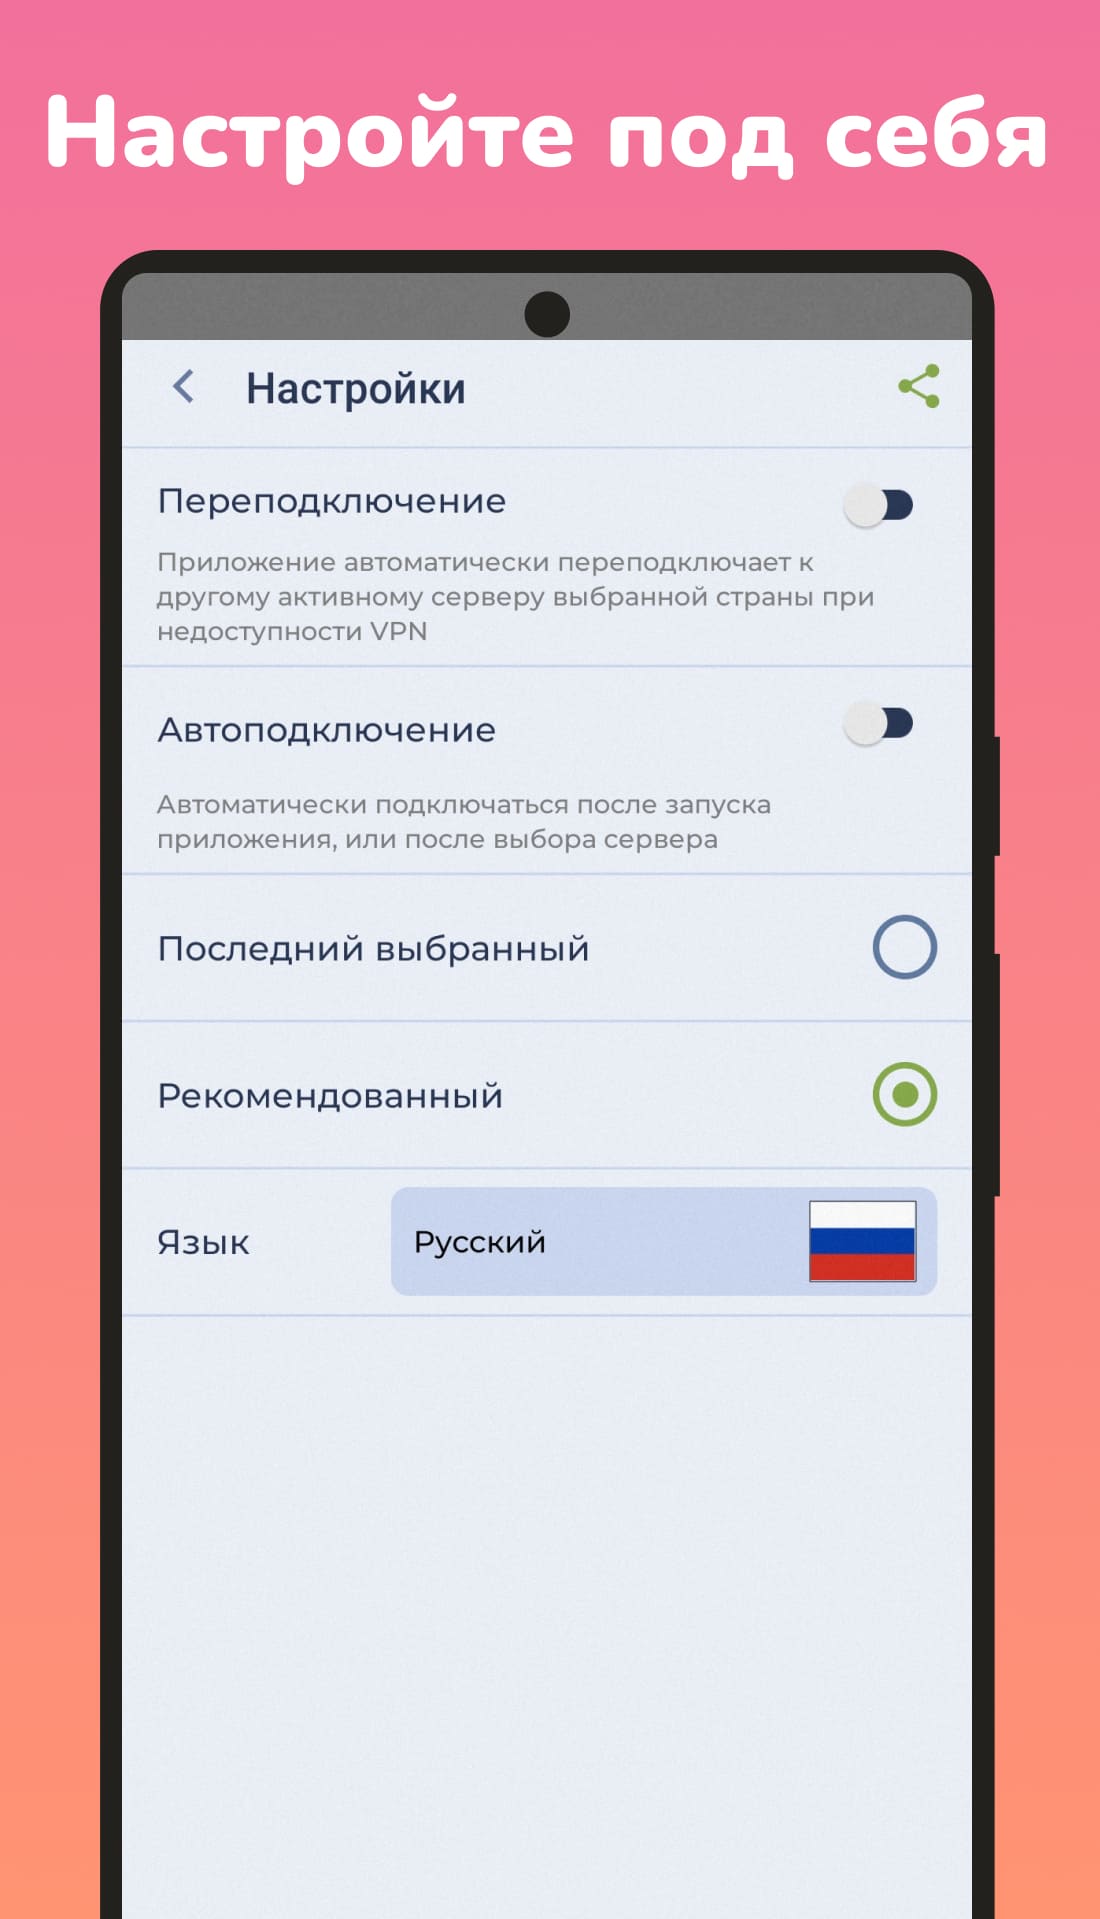 Настройте под себя
Настройки
Переподключение
Приложение автоматически переподключает к
другому активному серверу выбранной страны при
недоступности VPN
Автоподключение
Автоматически подключаться после запуска
приложения, или после выбора сервера
Последний выбранный
Рекомендованный
Язык
Русский